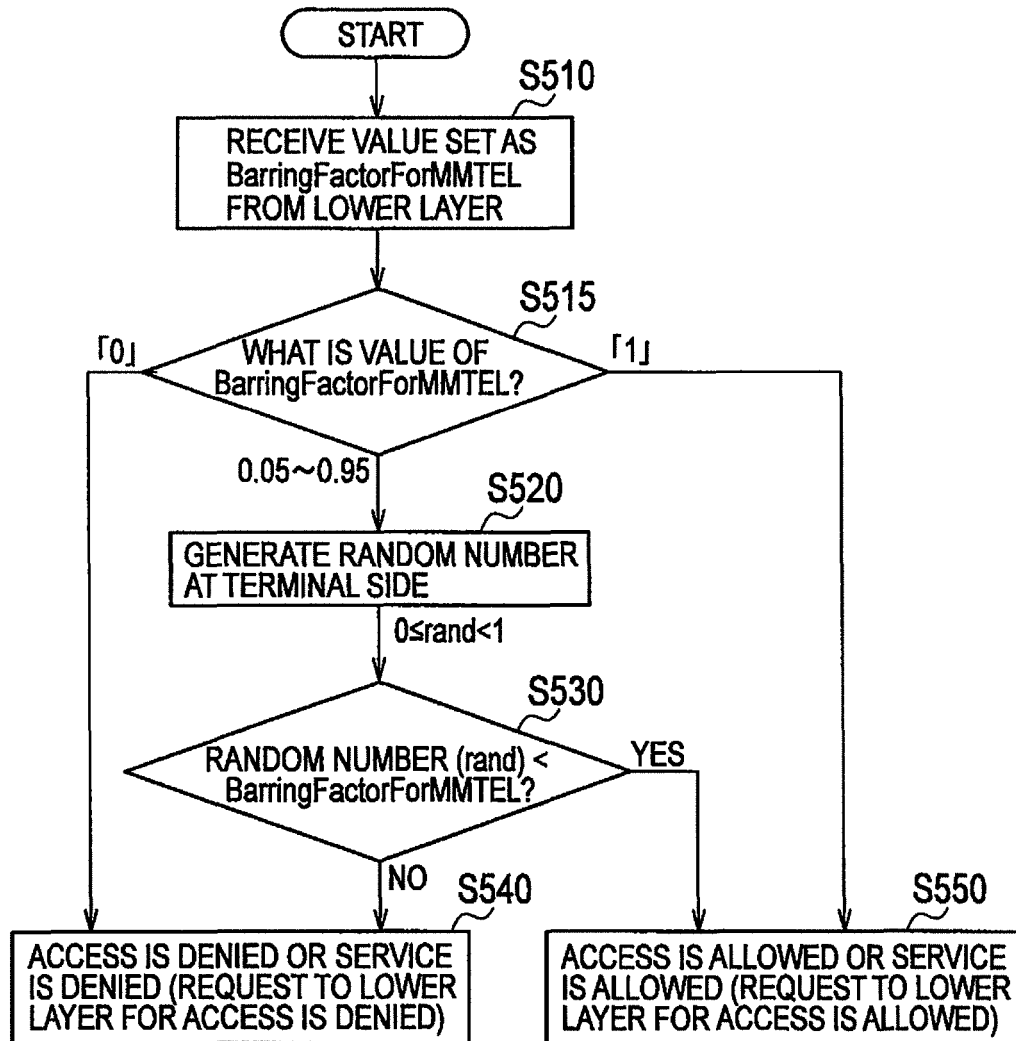 START
S510
RECEIVE VALUE SET AS
BarringFactorForMMTEL
FROM LOWER LAYER
S515
「0」
WHAT IS VALUE OF
BarringFactorForMMTEL?
「1」
0.05～0.95
S520
GENERATE RANDOM NUMBER
AT TERMINAL SIDE
0≤rand<1
S530
RANDOM NUMBER (rand) <
BarringFactorForMMTEL?
YES
NO
S540
ACCESS IS DENIED OR SERVICE
IS DENIED (REQUEST TO LOWER
LAYER FOR ACCESS IS DENIED)
S550
ACCESS IS ALLOWED OR SERVICE
IS ALLOWED (REQUEST TO LOWER
LAYER FOR ACCESS IS ALLOWED)